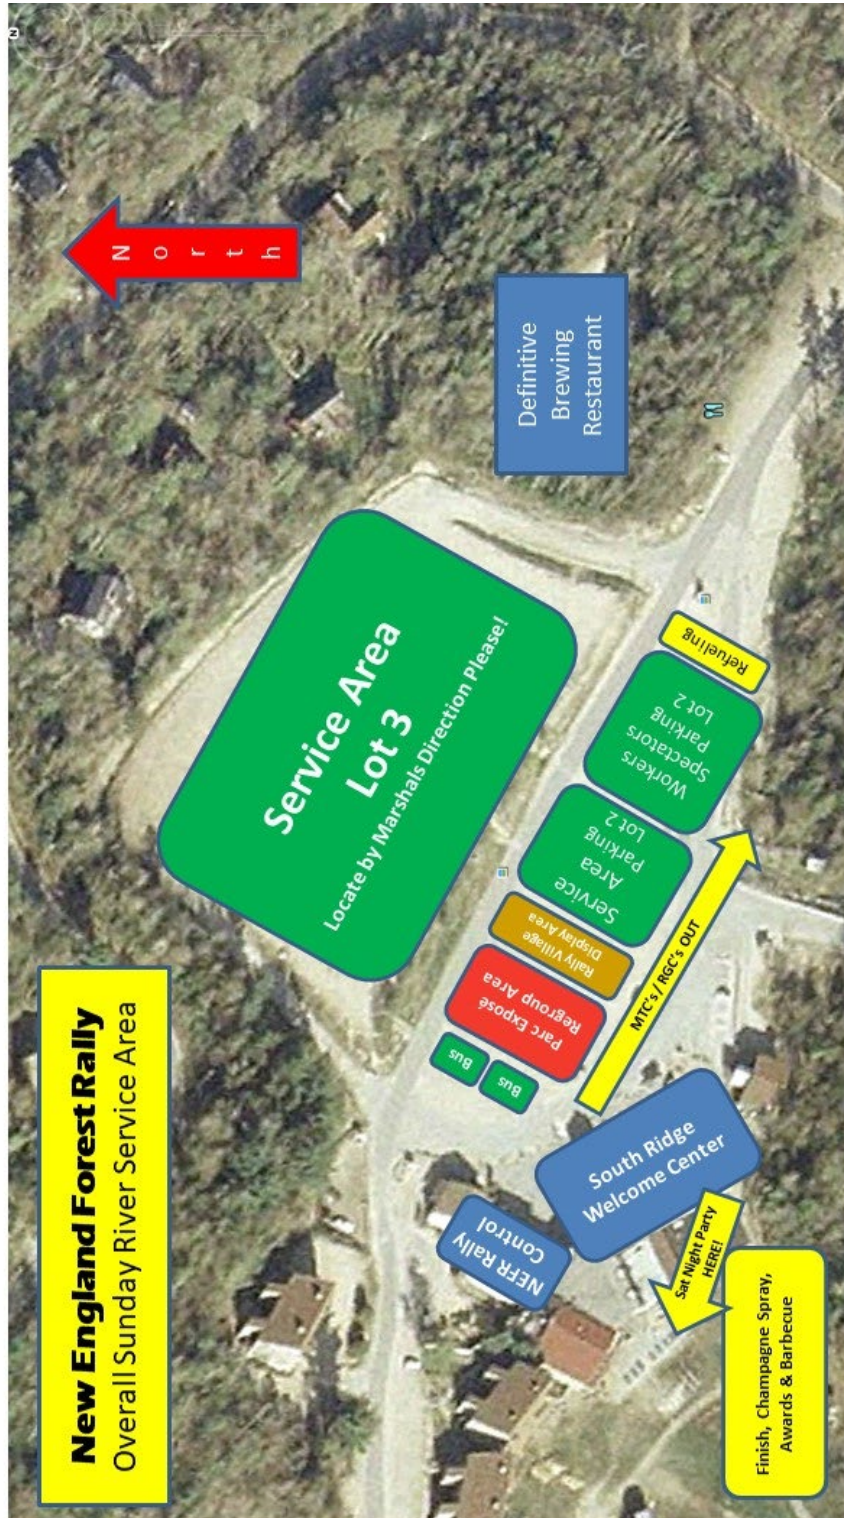 New England Forest Rally
Overall Sunday River Service Area
North
Definitive
Brewing
Restaurant
Service Area
Lot 3
Locate by Marshals Direction Please!
Refueling
Workers
Spectators
Parking
Lot 2
Service
Area
Parking
Lot 2
Rally Village
Display Area
Parc Exposé
Regroup Area
Bus
Bus
MTC's / RGC's OUT
South Ridge
Welcome Center
NEFR Rally
Control
Sat Night Party
HERE!
Finish, Champagne Spray,
Awards & Barbecue
N